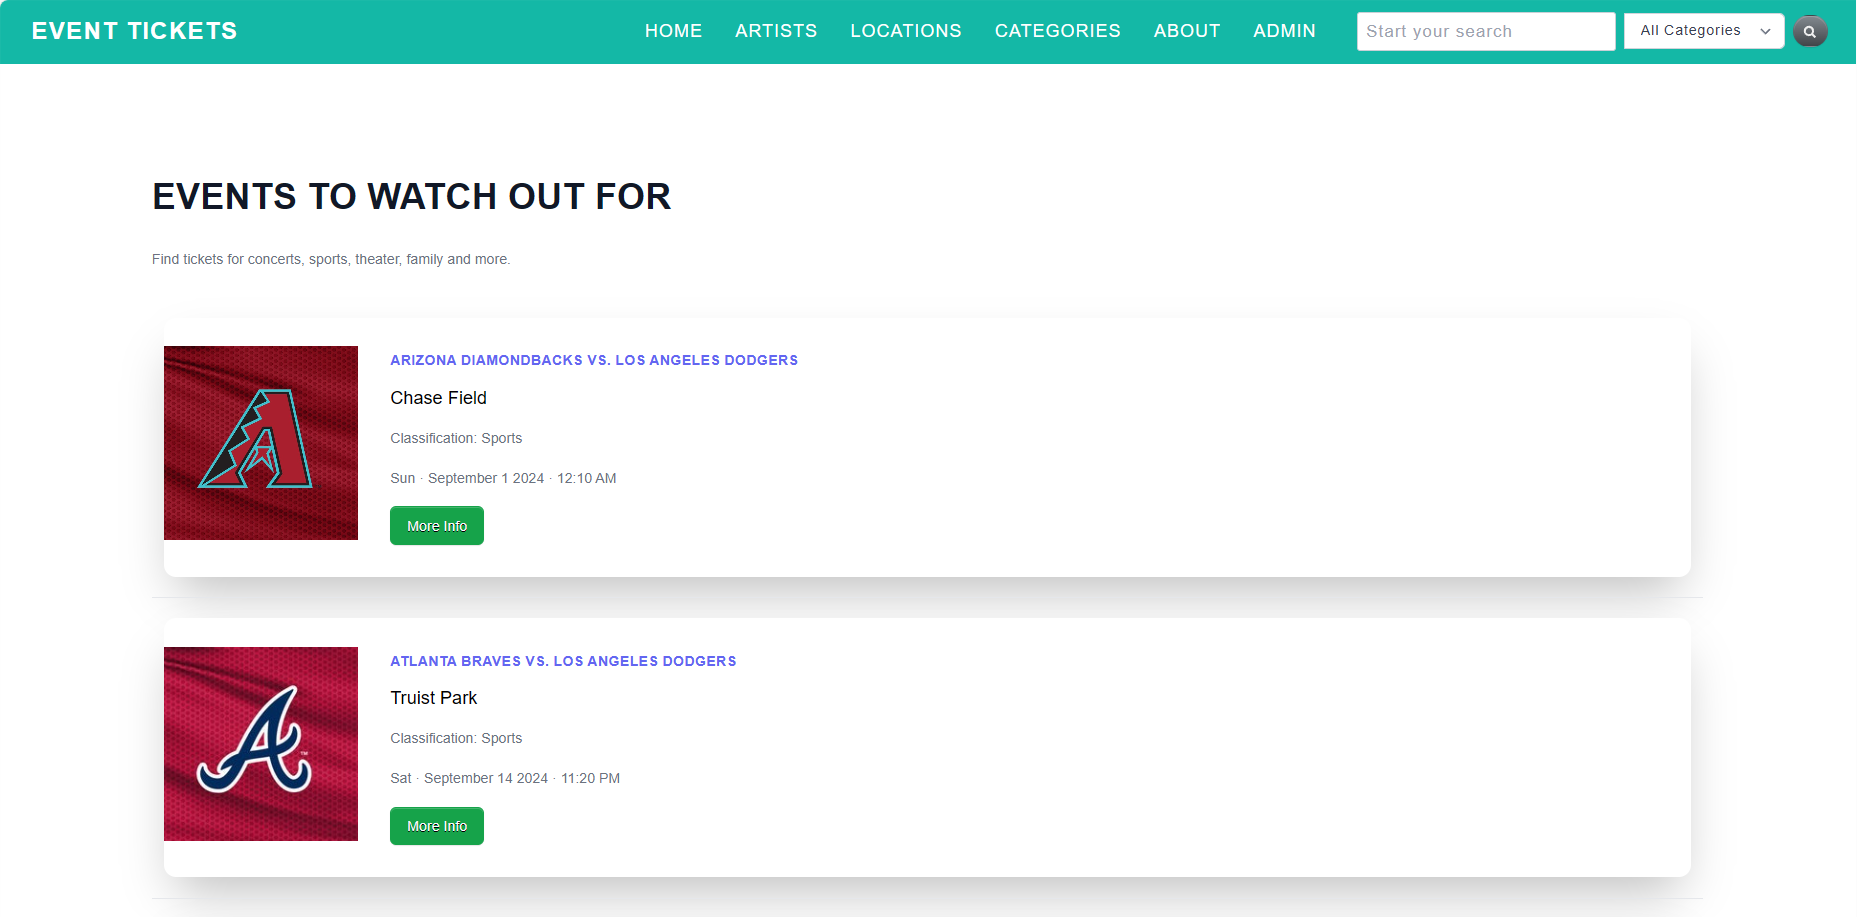 EVENT TICKETS
HOME ARTISTS LOCATIONS CATEGORIES ABOUT ADMIN Start your search All Categories
EVENTS TO WATCH OUT FOR
Find tickets for concerts, sports, theater, family and more.
ARIZONA DIAMONDBACKS VS. LOS ANGELES DODGERS
Chase Field
Classification: Sports
Sun · September 1 2024 · 12:10 AM
More Info
ATLANTA BRAVES VS. LOS ANGELES DODGERS
Truist Park
Classification: Sports
Sat · September 14 2024 · 11:20 PM
More Info